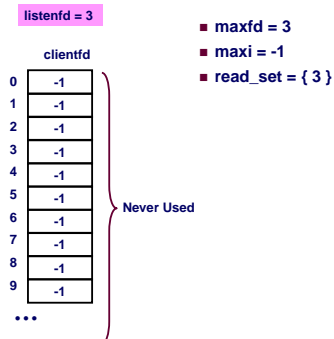 listenfd = 3
clientfd
0 -1
1 -1
2 -1
3 -1
4 -1
5 -1
6 -1
7 -1
8 -1
9 -1
Never Used
...
■ maxfd = 3
■ maxi = -1
■ read_set = { 3 }